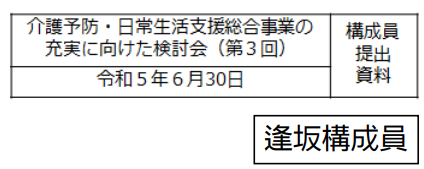 介護予防・日常生活支援総合事業の
充実に向けた検討会（第３回）
令和５年６月30日
構成員
提出
資料
逢坂構成員